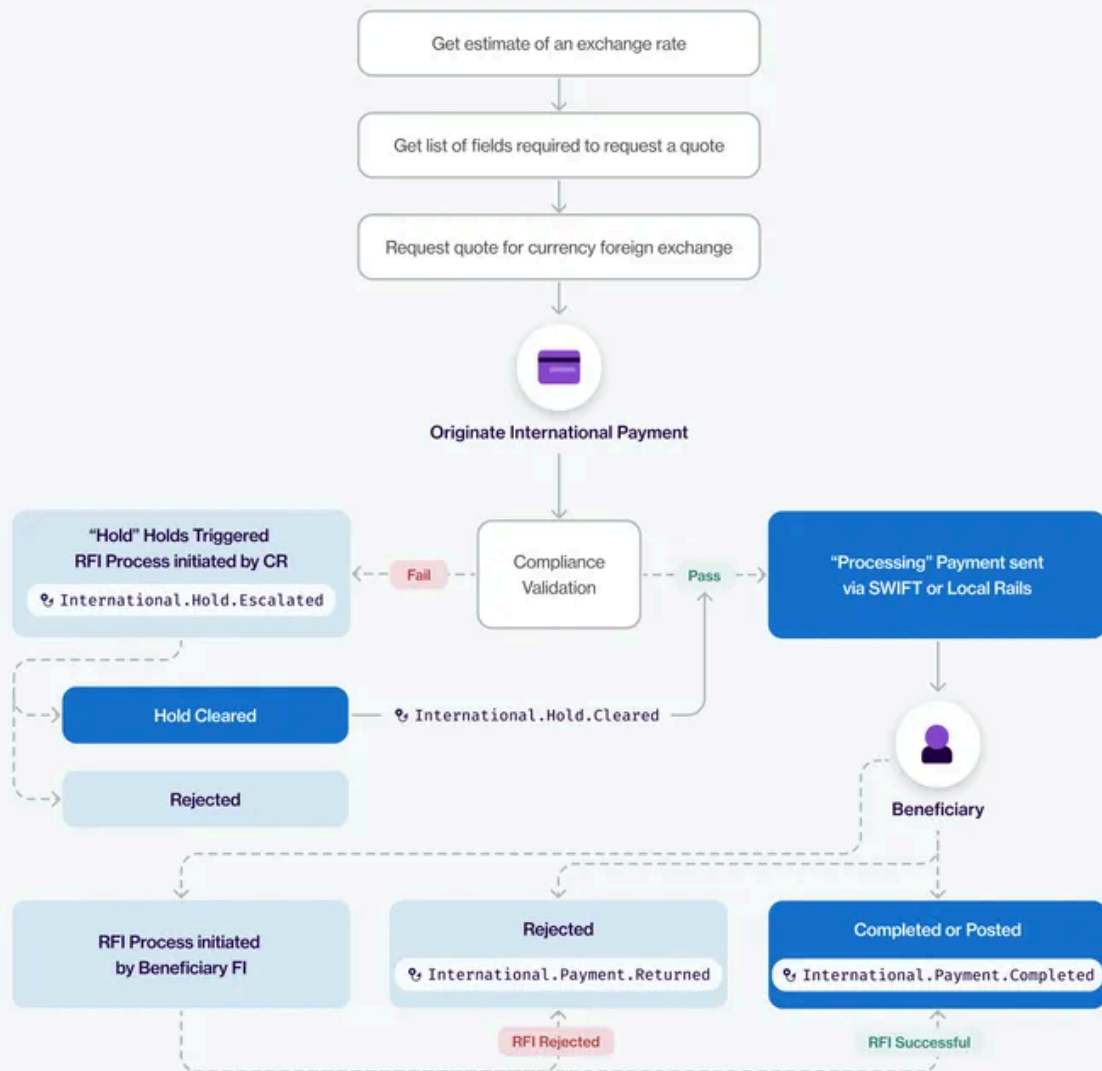 Get estimate of an exchange rate
Get list of fields required to request a quote
Request quote for currency foreign exchange
Originate International Payment
“Hold” Holds Triggered
RFI Process initiated by CR
International.Hold.Escalated
Fail
Compliance
Validation
Pass
“Processing” Payment sent
via SWIFT or Local Rails
Hold Cleared
International.Hold.Cleared
Rejected
Beneficiary
RFI Process initiated
by Beneficiary FI
Rejected
International.Payment.Returned
Completed or Posted
International.Payment.Completed
RFI Rejected
RFI Successful